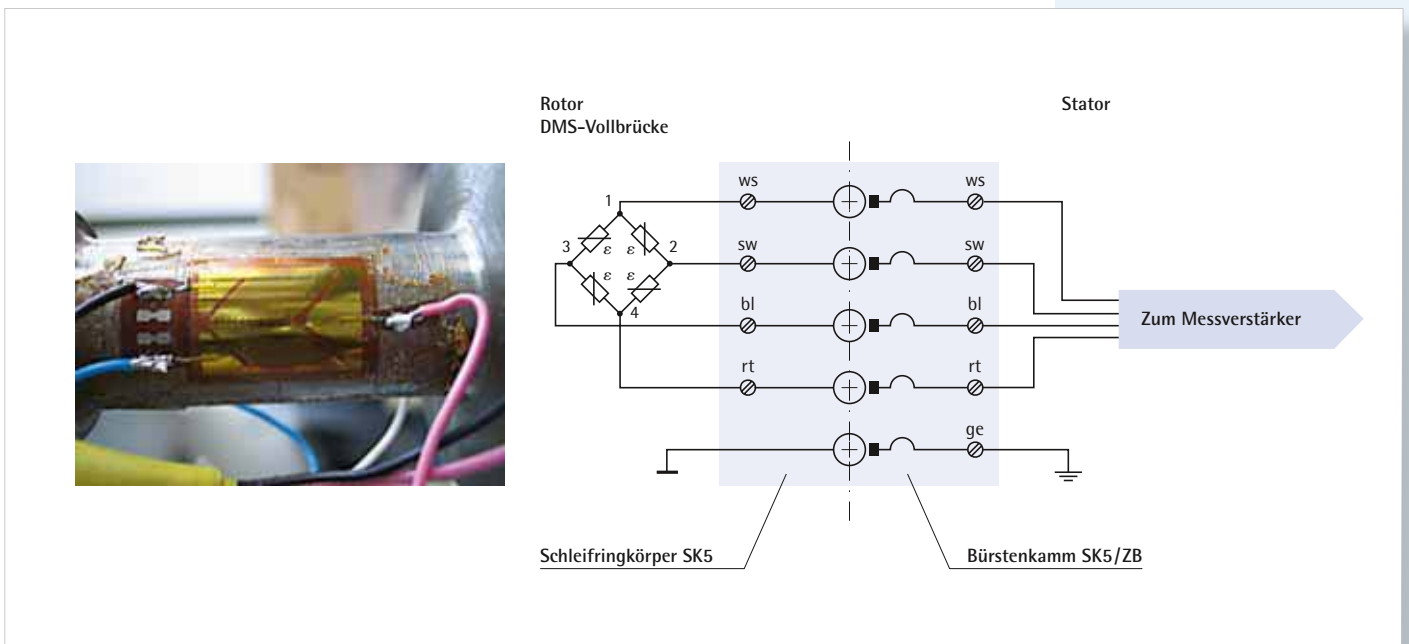 Rotor
DMS-Vollbrücke
Stator
ws ws
1
3 ε ε 2
sw sw
ε ε
4
bl bl
Zum Messverstärker
rt rt
ge
Schleifringkörper SK5
Bürstenkamm SK5/ZB